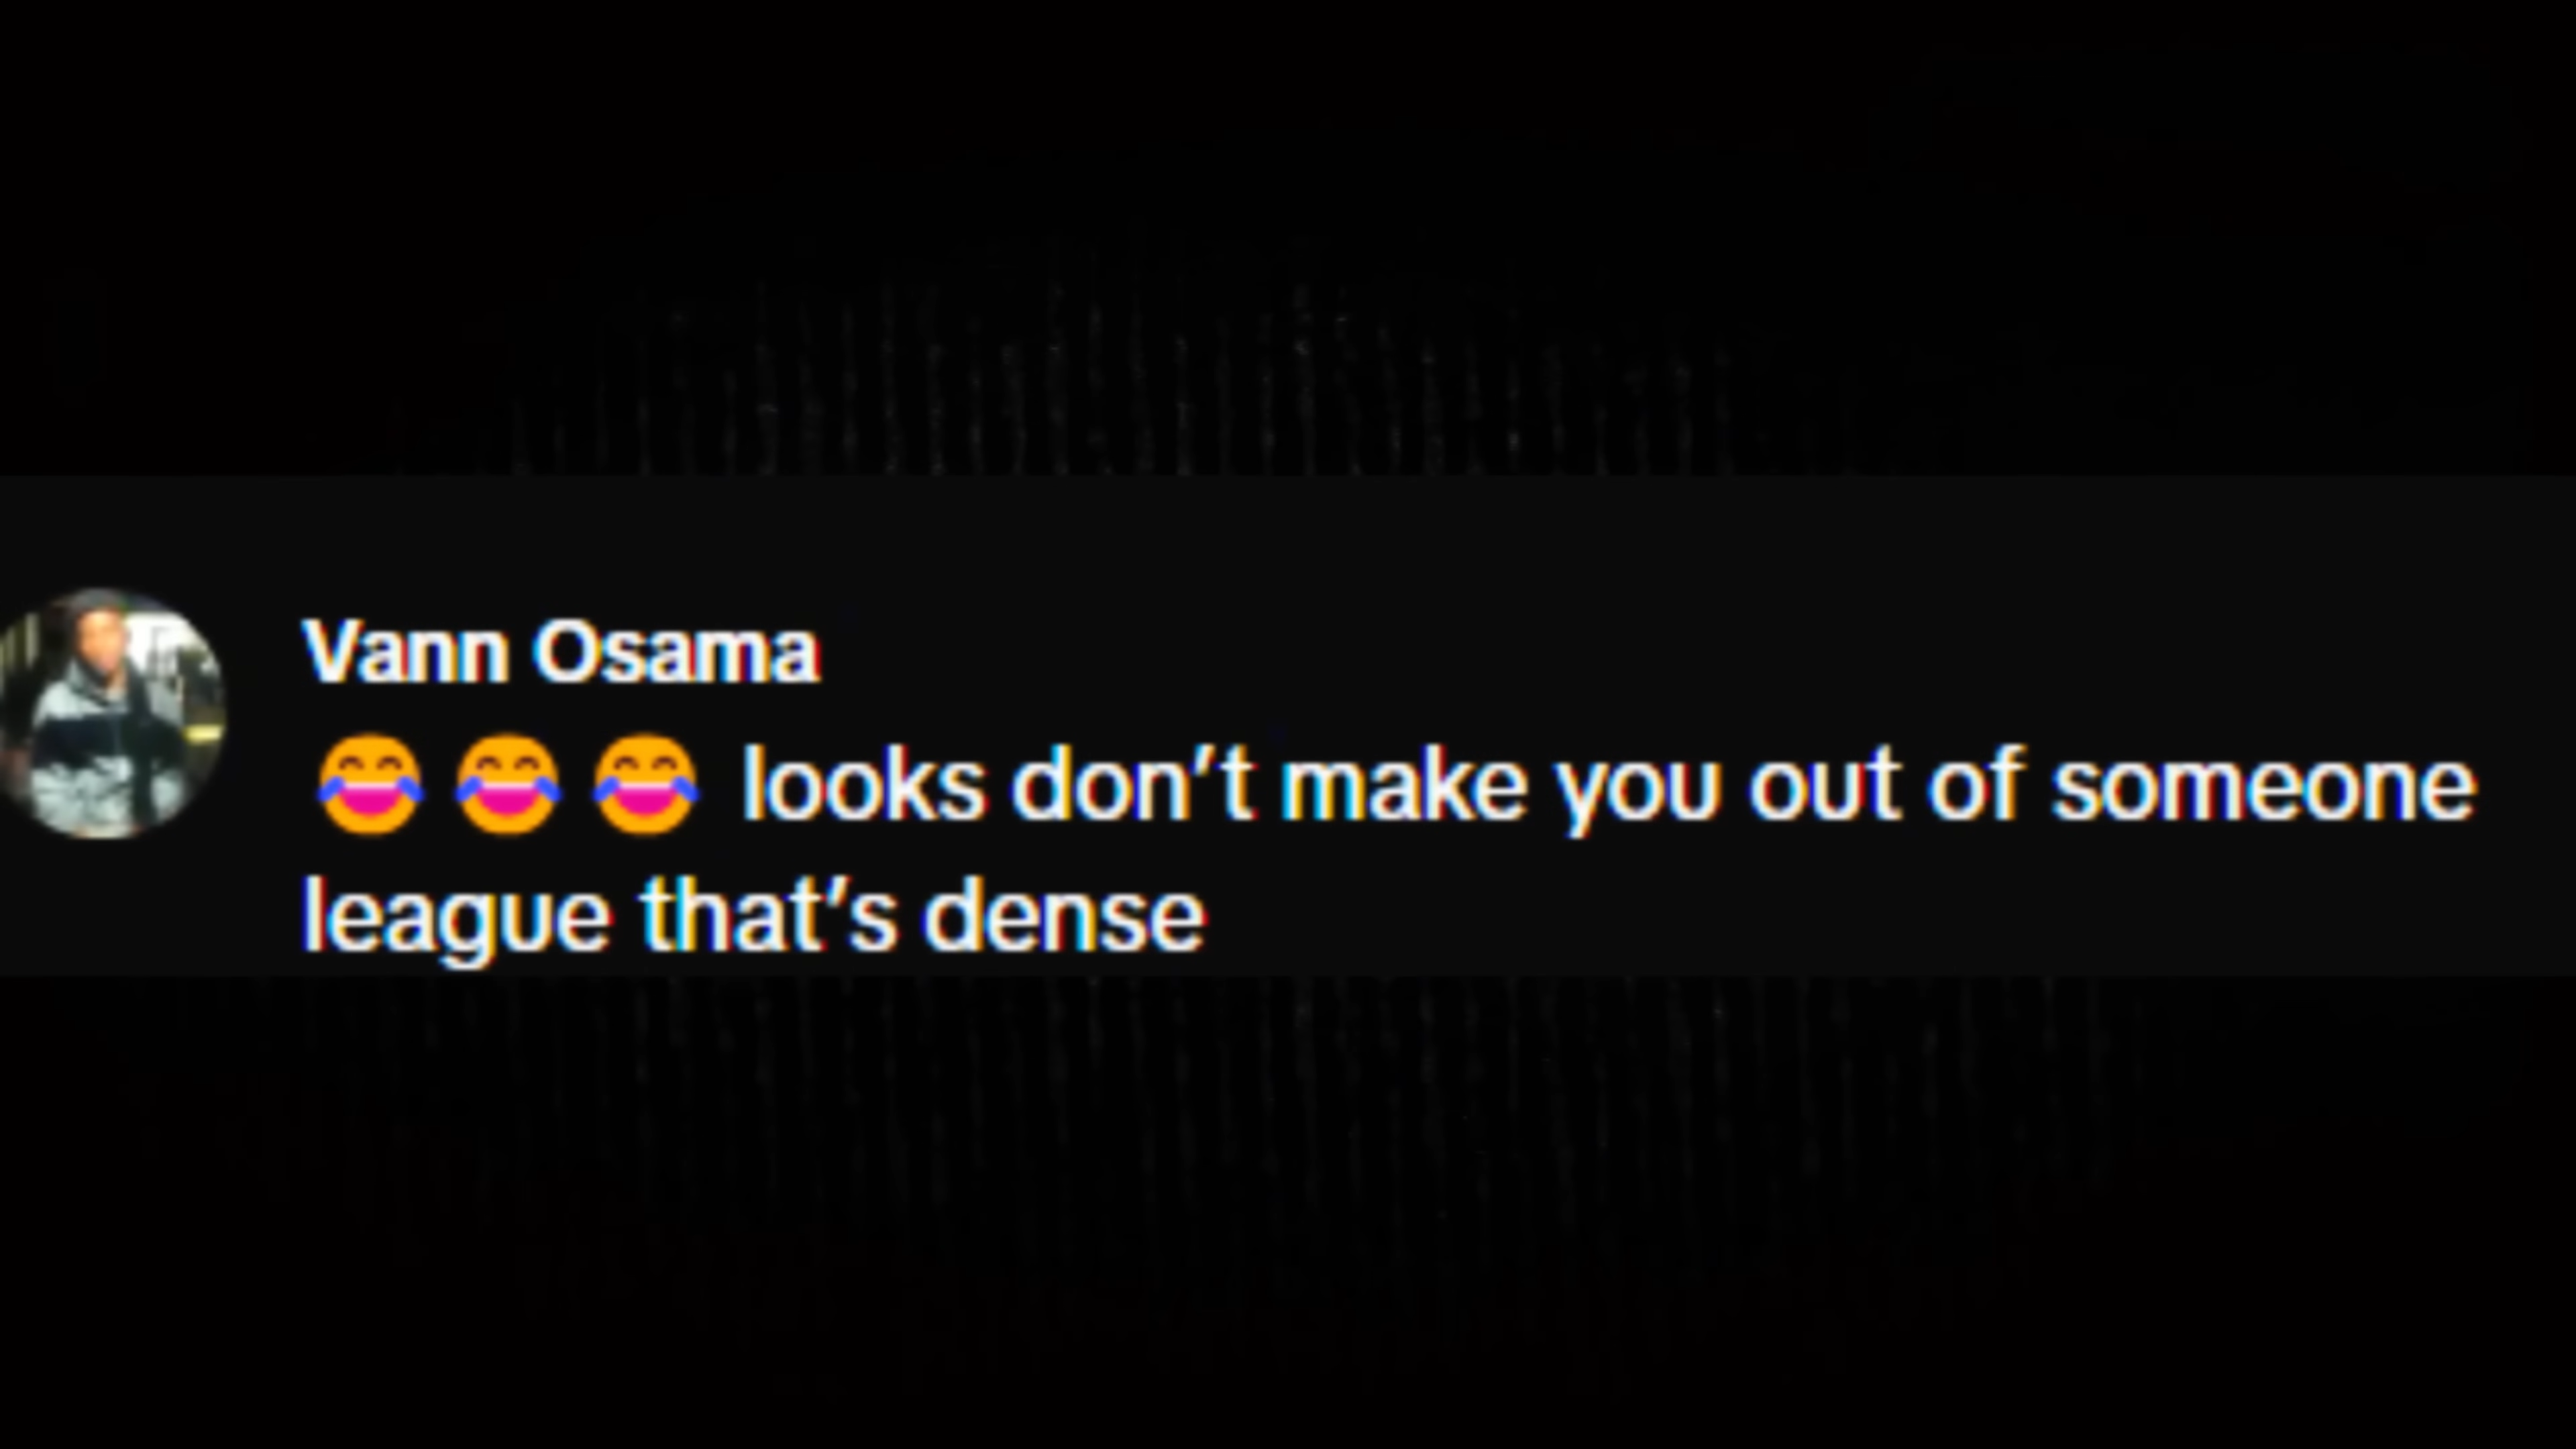 Vann Osama
😂😂😂 looks don't make you out of someone
league that's dense